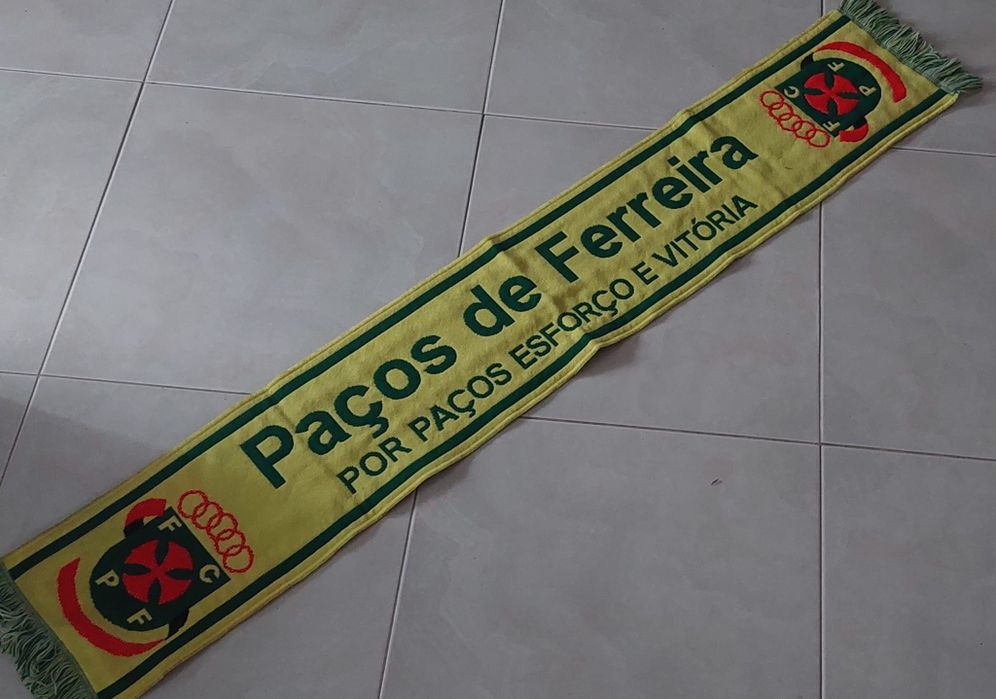 Paços de Ferreira
POR PAÇOS ESFORÇO E VITÓRIA
F C P F
F C P F